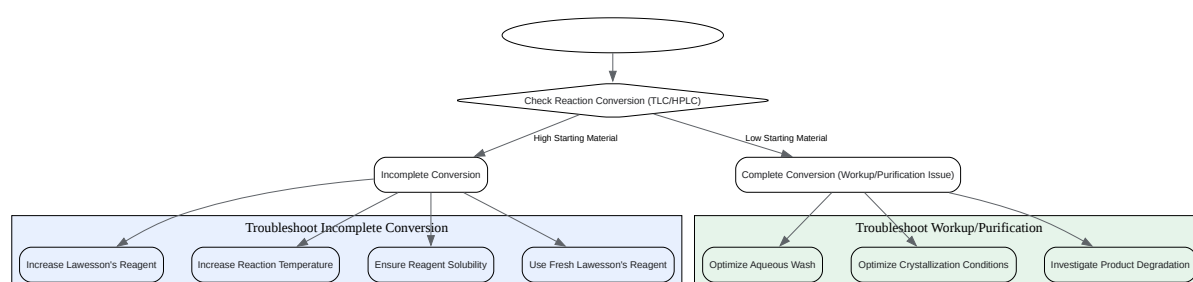 Check Reaction Conversion (TLC/HPLC)
High Starting Material
Low Starting Material
Incomplete Conversion
Complete Conversion (Workup/Purification Issue)
Troubleshoot Incomplete Conversion
Troubleshoot Workup/Purification
Increase Lawesson's Reagent
Increase Reaction Temperature
Ensure Reagent Solubility
Use Fresh Lawesson's Reagent
Optimize Aqueous Wash
Optimize Crystallization Conditions
Investigate Product Degradation